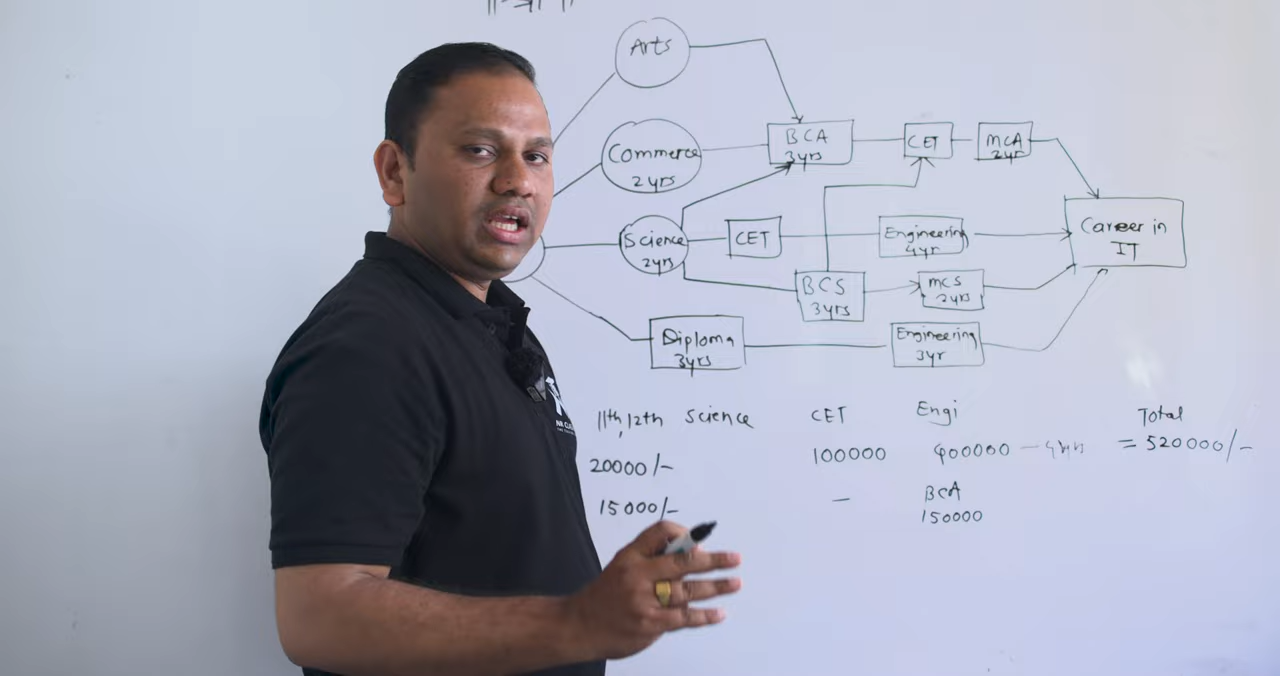 Arts
BCA
3yrs
CET
MCA
2yr
Commerce
2yrs
Science
2yrs
CET
Engineering
4yr
Career in
IT
BCS
3yrs
MCS
2yrs
Diploma
3yrs
Engineering
3yr
11th, 12th Science CET Engi Total
20000/- 100000 400000 - 4yrs = 520000/-
15000/- - BCA
150000